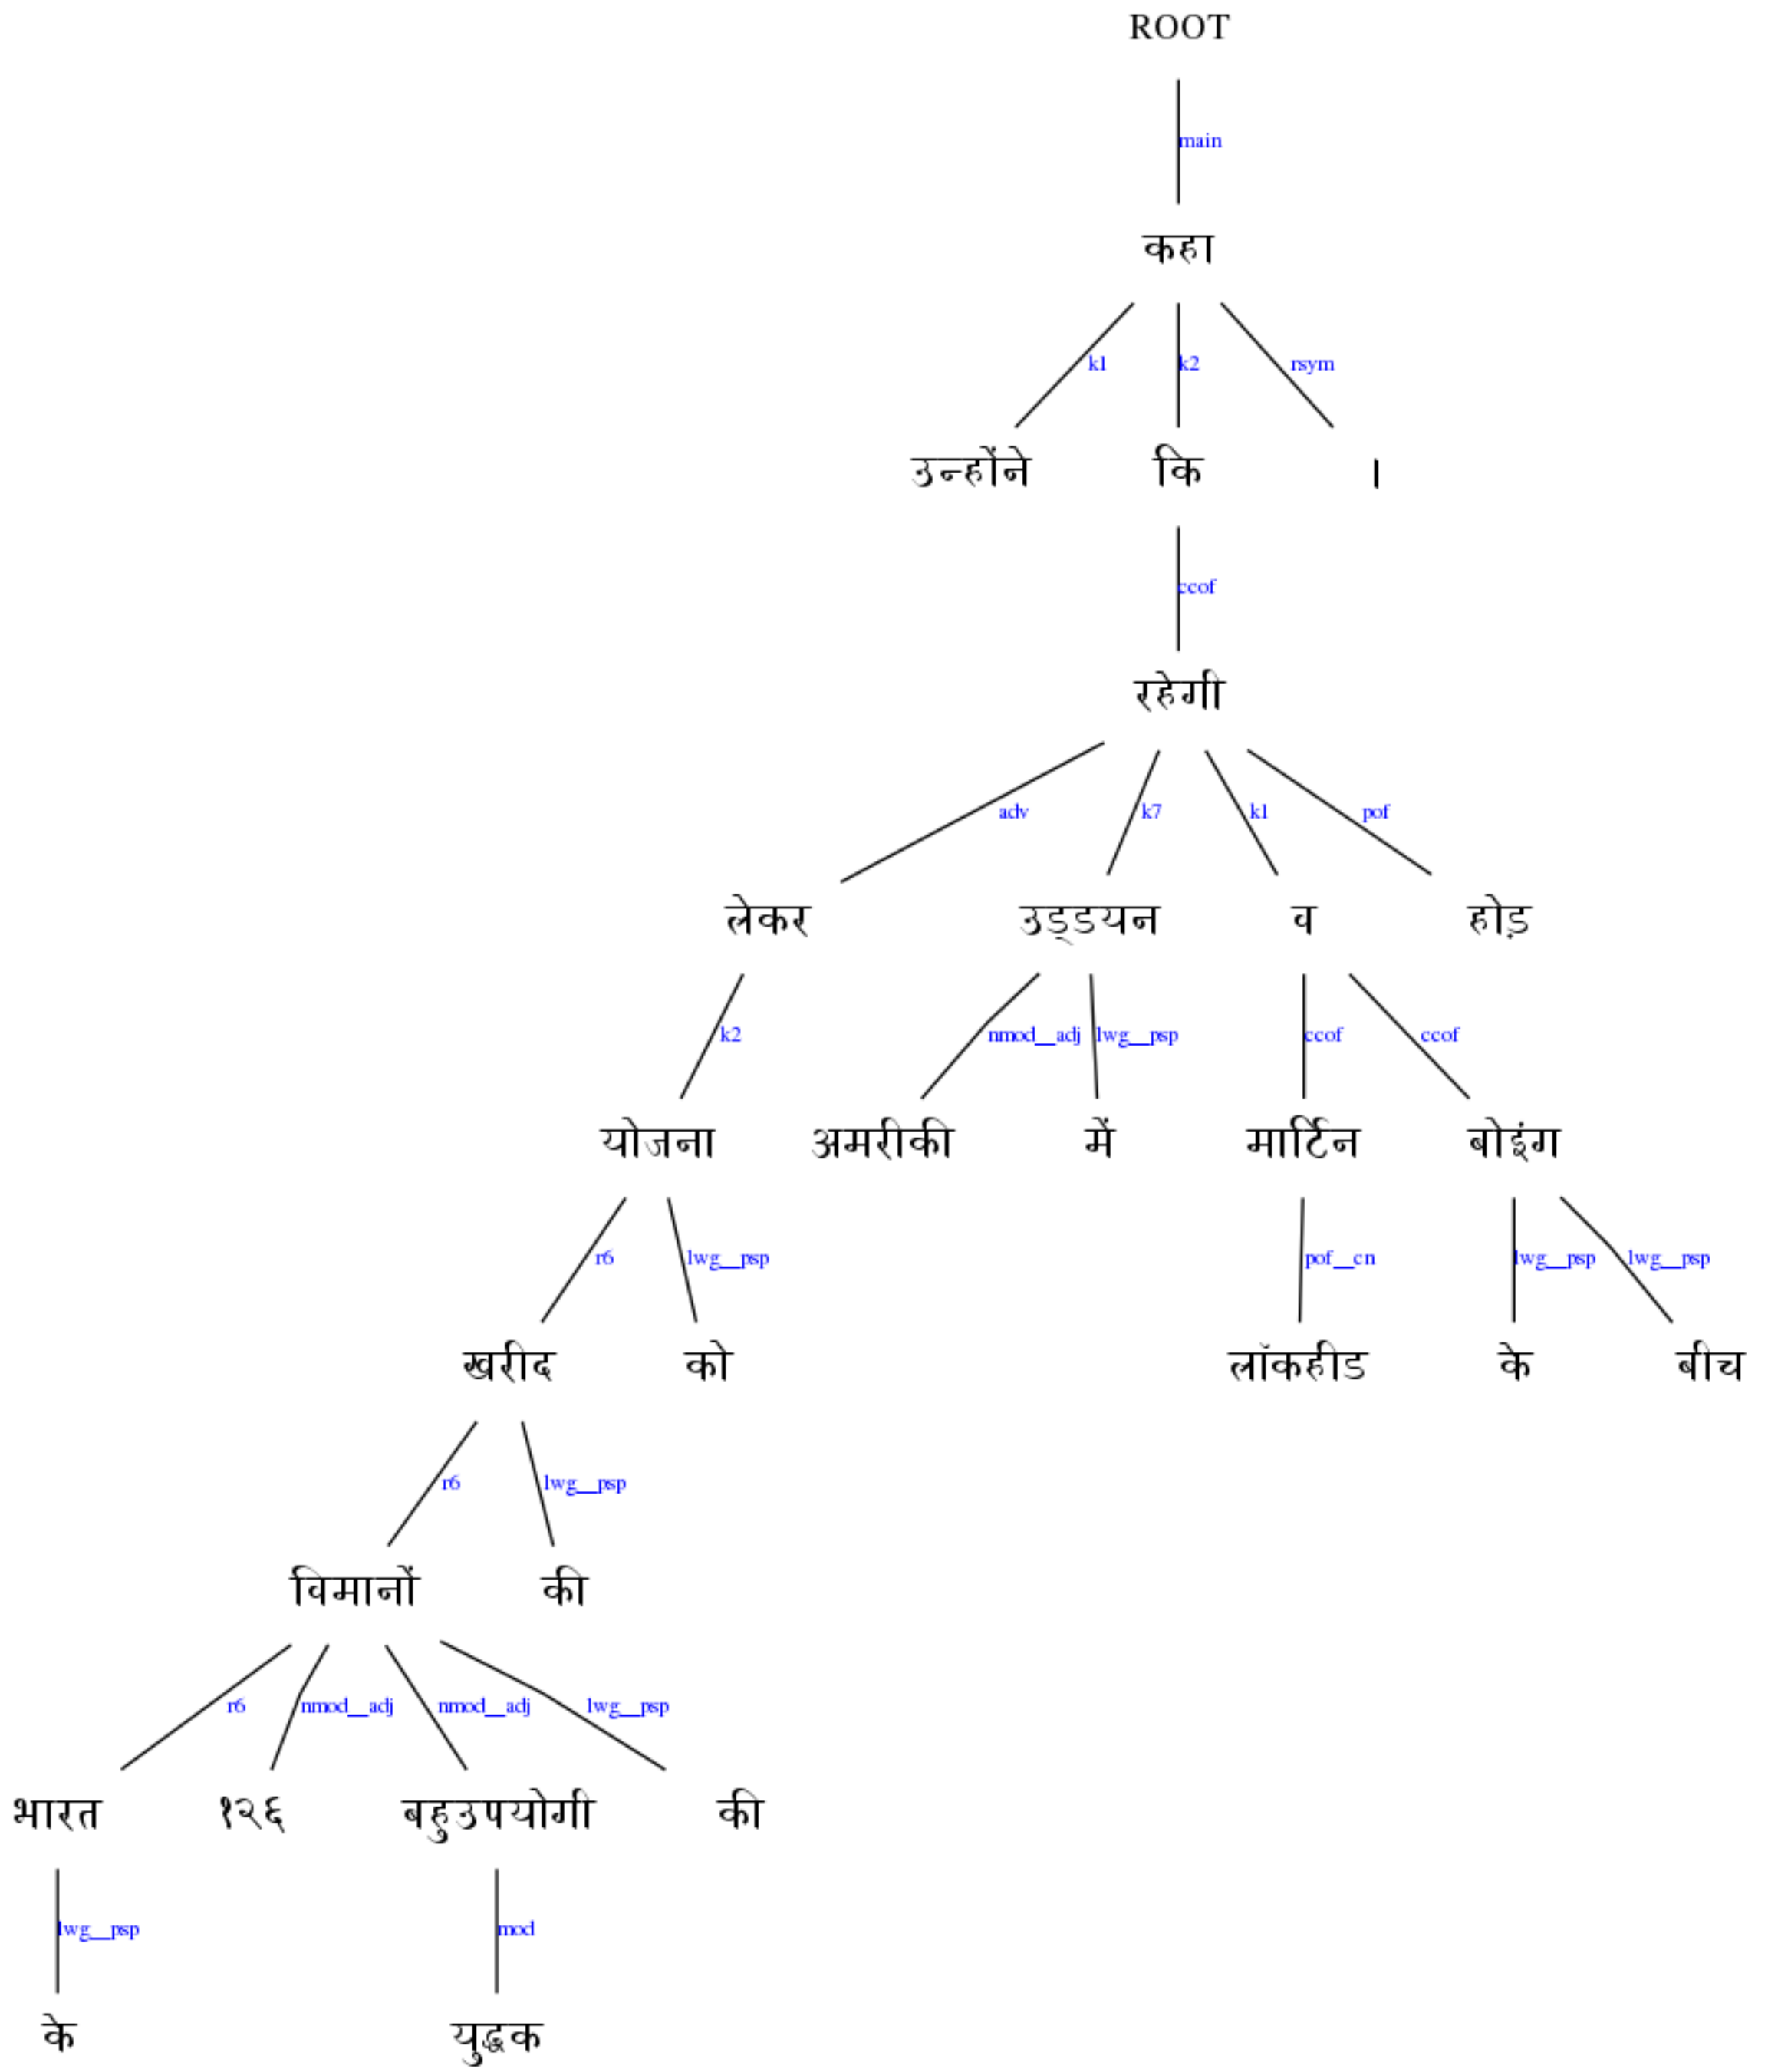 ROOT
main
कहा
k1 k2 rsym
उन्होंने कि ।
ccof
रहेगी
adv k7 k1 pof
लेकर उड्डयन व होड़
k2 nmod__adj lwg__psp ccof ccof
योजना अमरीकी में मार्टिन बोइंग
r6 lwg__psp pof__cn lwg__psp lwg__psp
खरीद को लॉकहीड के बीच
r6 lwg__psp
विमानों की
r6 nmod__adj nmod__adj lwg__psp
भारत १२६ बहुउपयोगी की
lwg__psp mod
के युद्धक